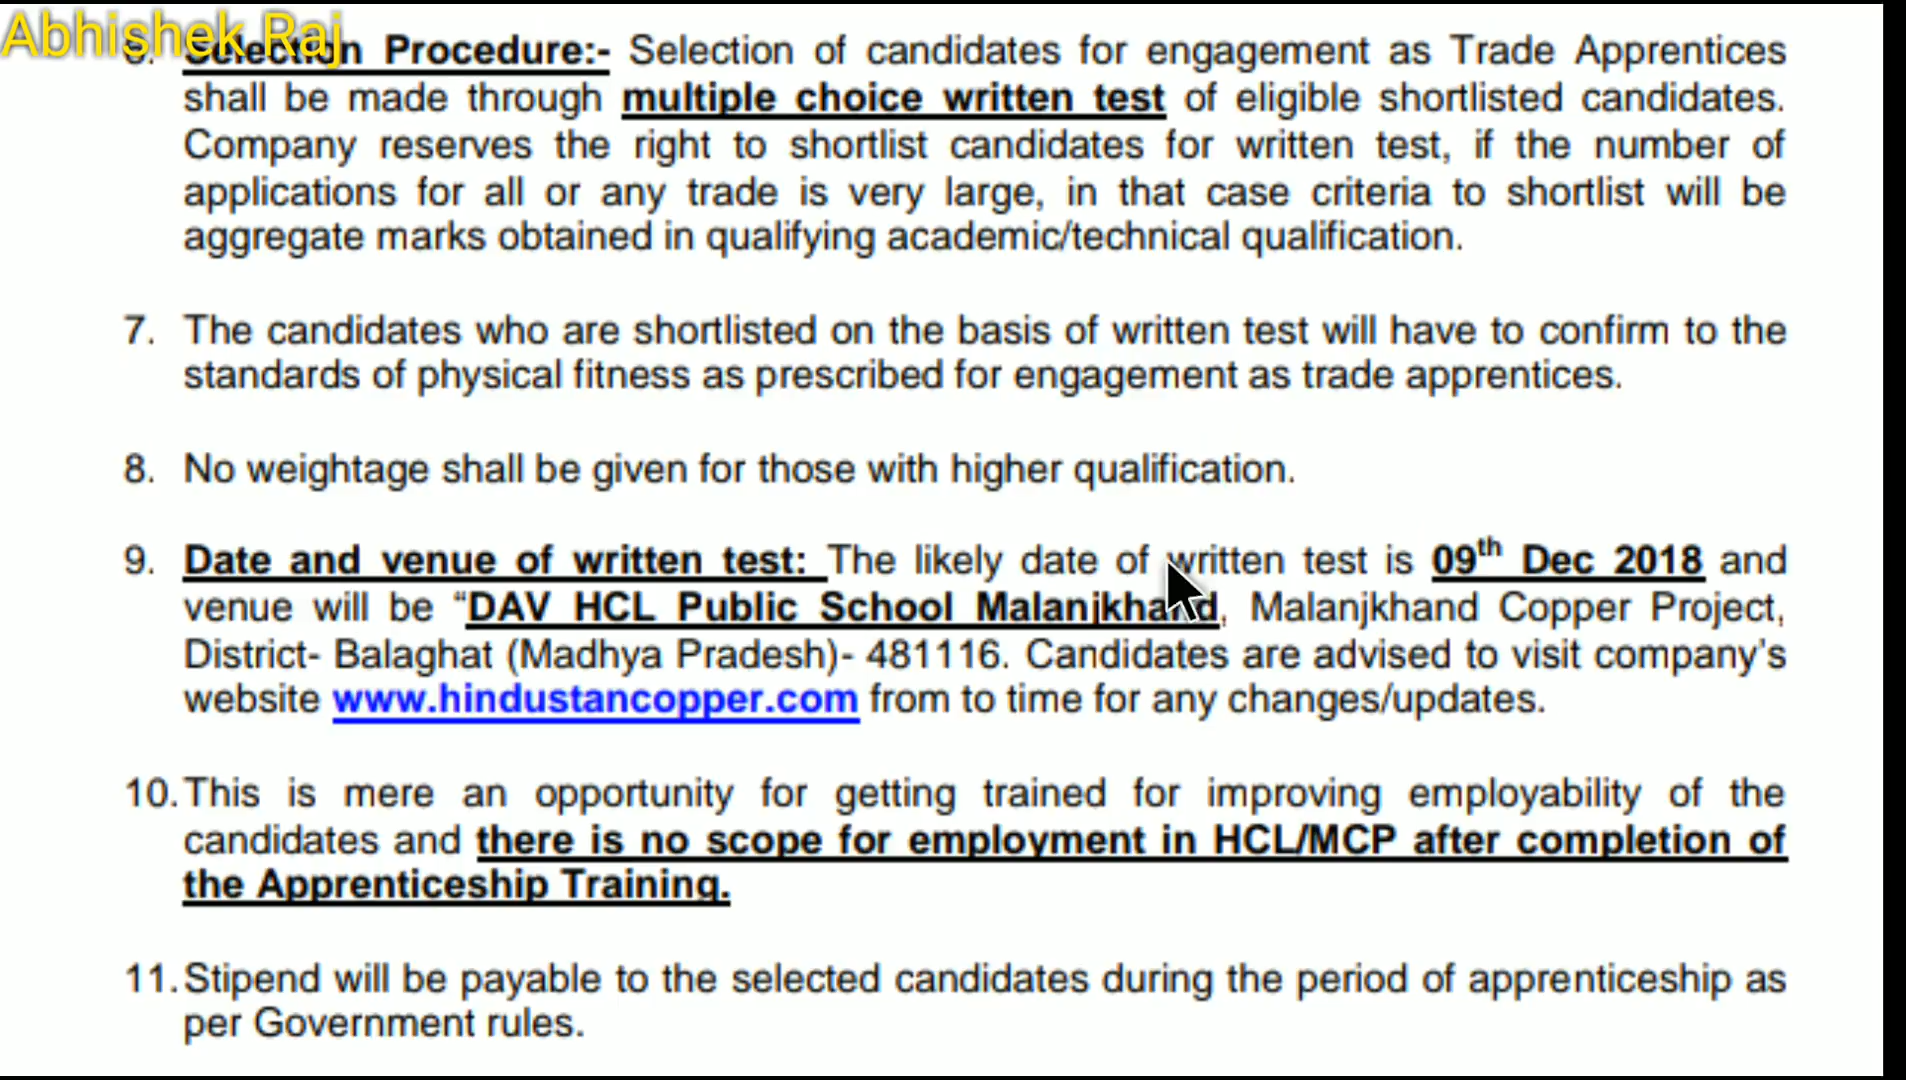 Abhishek Raj
6. Selection Procedure:- Selection of candidates for engagement as Trade Apprentices
shall be made through multiple choice written test of eligible shortlisted candidates.
Company reserves the right to shortlist candidates for written test, if the number of
applications for all or any trade is very large, in that case criteria to shortlist will be
aggregate marks obtained in qualifying academic/technical qualification.
7. The candidates who are shortlisted on the basis of written test will have to confirm to the
standards of physical fitness as prescribed for engagement as trade apprentices.
8. No weightage shall be given for those with higher qualification.
9. Date and venue of written test: The likely date of written test is 09th Dec 2018 and
venue will be “DAV HCL Public School Malanjkhand, Malanjkhand Copper Project,
District- Balaghat (Madhya Pradesh)- 481116. Candidates are advised to visit company's
website www.hindustancopper.com from to time for any changes/updates.
10. This is mere an opportunity for getting trained for improving employability of the
candidates and there is no scope for employment in HCL/MCP after completion of
the Apprenticeship Training.
11. Stipend will be payable to the selected candidates during the period of apprenticeship as
per Government rules.